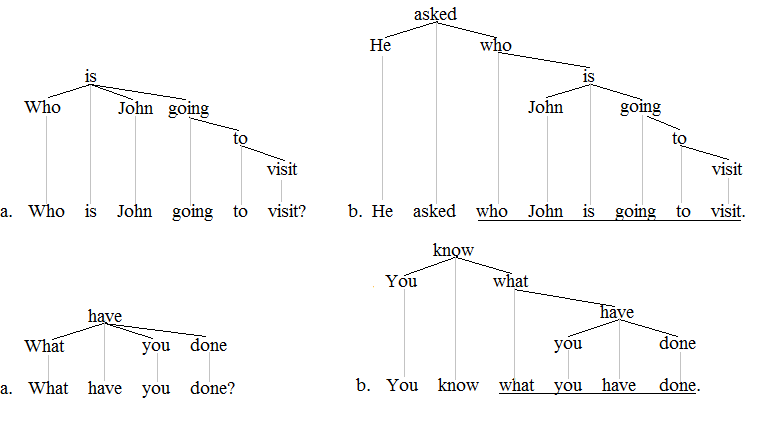 asked
He who
is is
Who John going John going
to to
visit visit
a. Who is John going to visit? b. He asked who John is going to visit.
know
You what
have have
What you done you done
a. What have you done? b. You know what you have done.